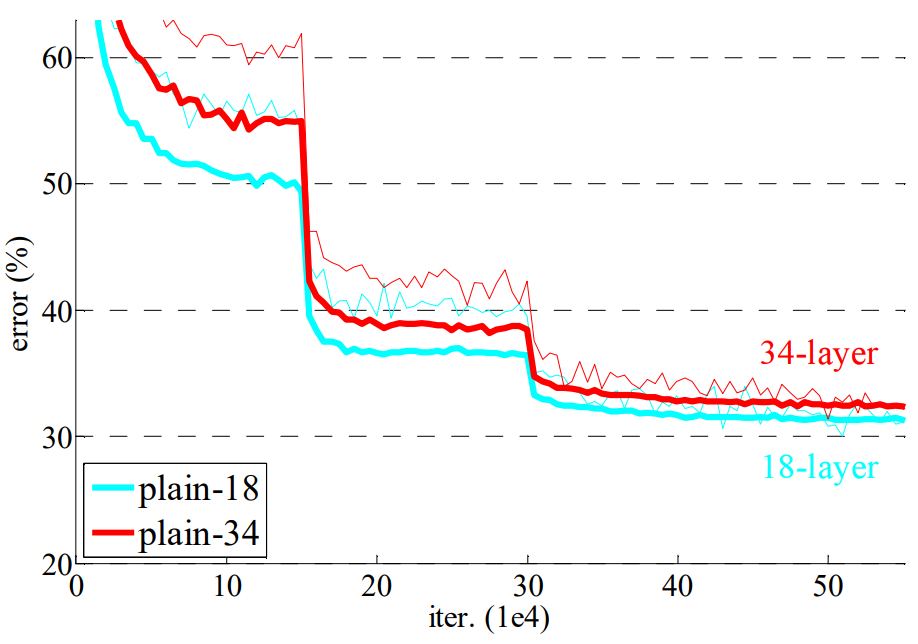 error (%)
60
50
40
30
20
34-layer
18-layer
plain-18
plain-34
0 10 20 30 40 50
iter. (1e4)